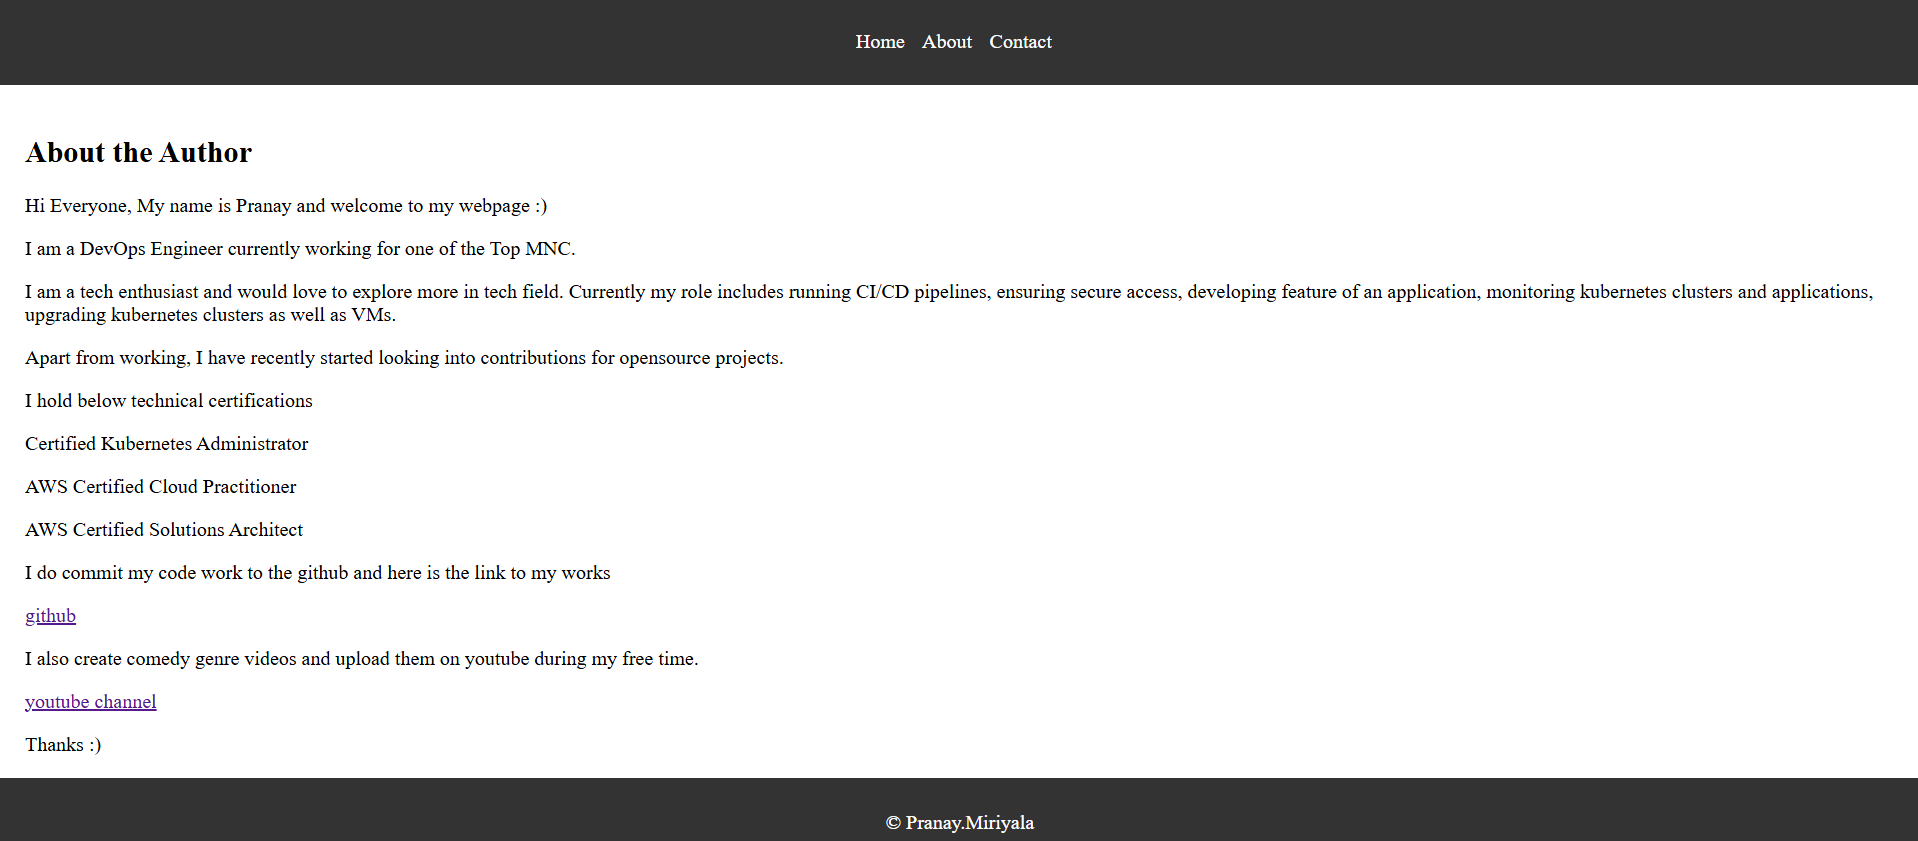 Home About Contact
About the Author
Hi Everyone, My name is Pranay and welcome to my webpage :)
I am a DevOps Engineer currently working for one of the Top MNC.
I am a tech enthusiast and would love to explore more in tech field. Currently my role includes running CI/CD pipelines, ensuring secure access, developing feature of an application, monitoring kubernetes clusters and applications,
upgrading kubernetes clusters as well as VMs.
Apart from working, I have recently started looking into contributions for opensource projects.
I hold below technical certifications
Certified Kubernetes Administrator
AWS Certified Cloud Practitioner
AWS Certified Solutions Architect
I do commit my code work to the github and here is the link to my works
github
I also create comedy genre videos and upload them on youtube during my free time.
youtube channel
Thanks :)
© Pranay.Miriyala